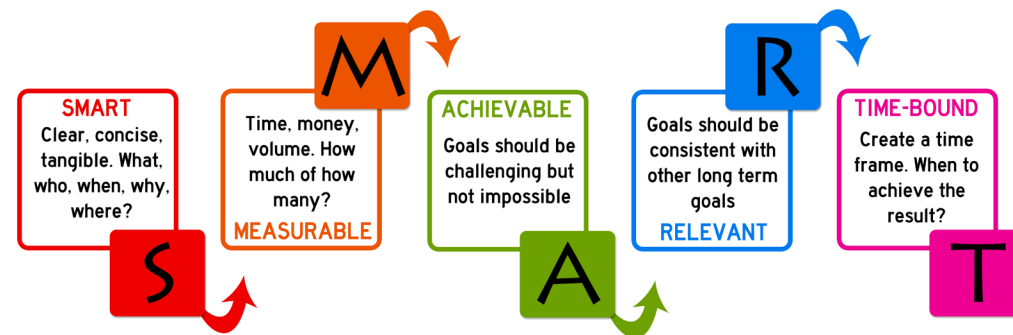 SMART
Clear, concise,
tangible. What,
who, when, why,
where?
S
M
Time, money,
volume. How
much of how
many?
MEASURABLE
ACHIEVABLE
Goals should be
challenging but
not impossible
A
R
Goals should be
consistent with
other long term
goals
RELEVANT
TIME-BOUND
Create a time
frame. When to
achieve the
result?
T